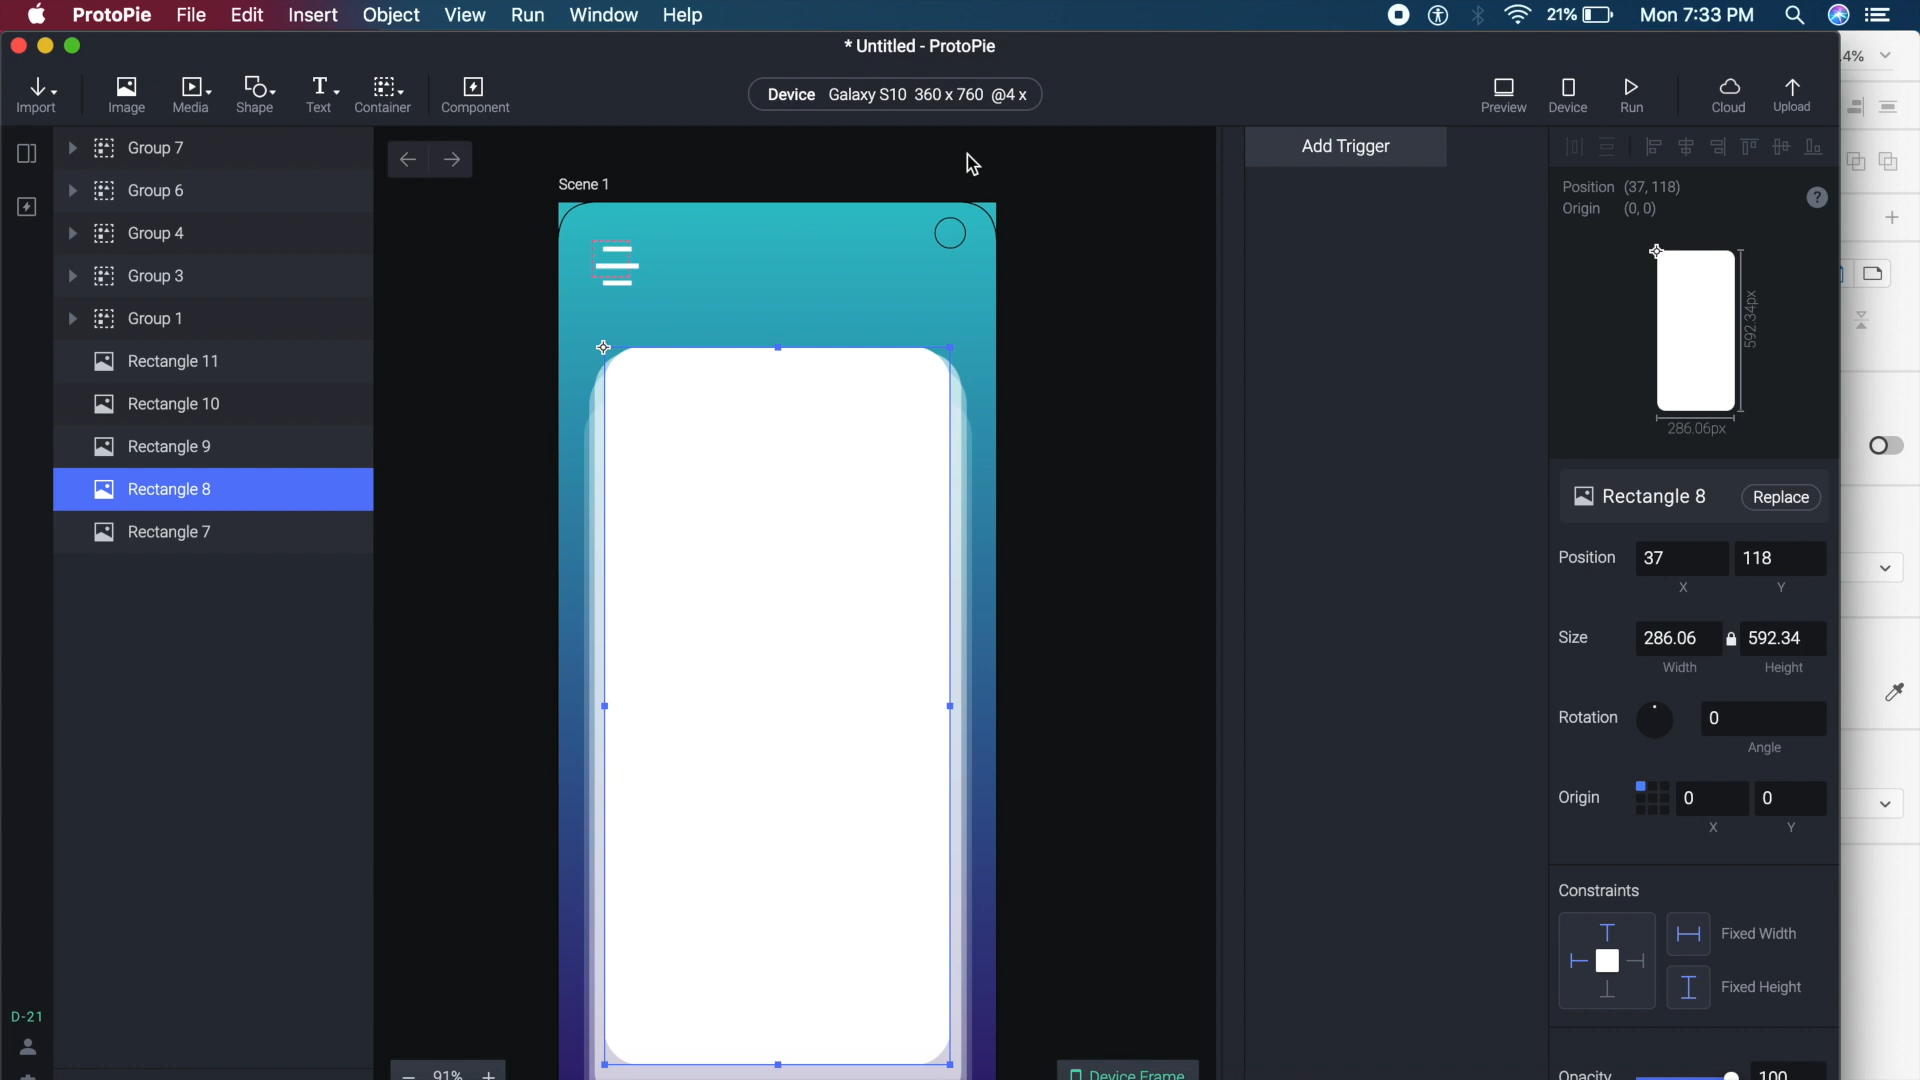 ProtoPie File Edit Insert Object View Run Window Help 21% Mon 7:33 PM
* Untitled - ProtoPie
.4%
Import Image Media Shape Text Container Component
Device Galaxy S10 360 x 760 @4 x
Preview Device Run Cloud Upload
Group 7
Group 6
Group 4
Group 3
Group 1
Rectangle 11
Rectangle 10
Rectangle 9
Rectangle 8
Rectangle 7
D-21
Scene 1
91%
Device Frame
Add Trigger
Position (37, 118)
Origin (0, 0)
?
592.34px
286.06px
Rectangle 8 Replace
Position 37 118
X Y
Size 286.06 592.34
Width Height
Rotation 0
Angle
Origin 0 0
X Y
Constraints
Fixed Width
Fixed Height
Opacity 100